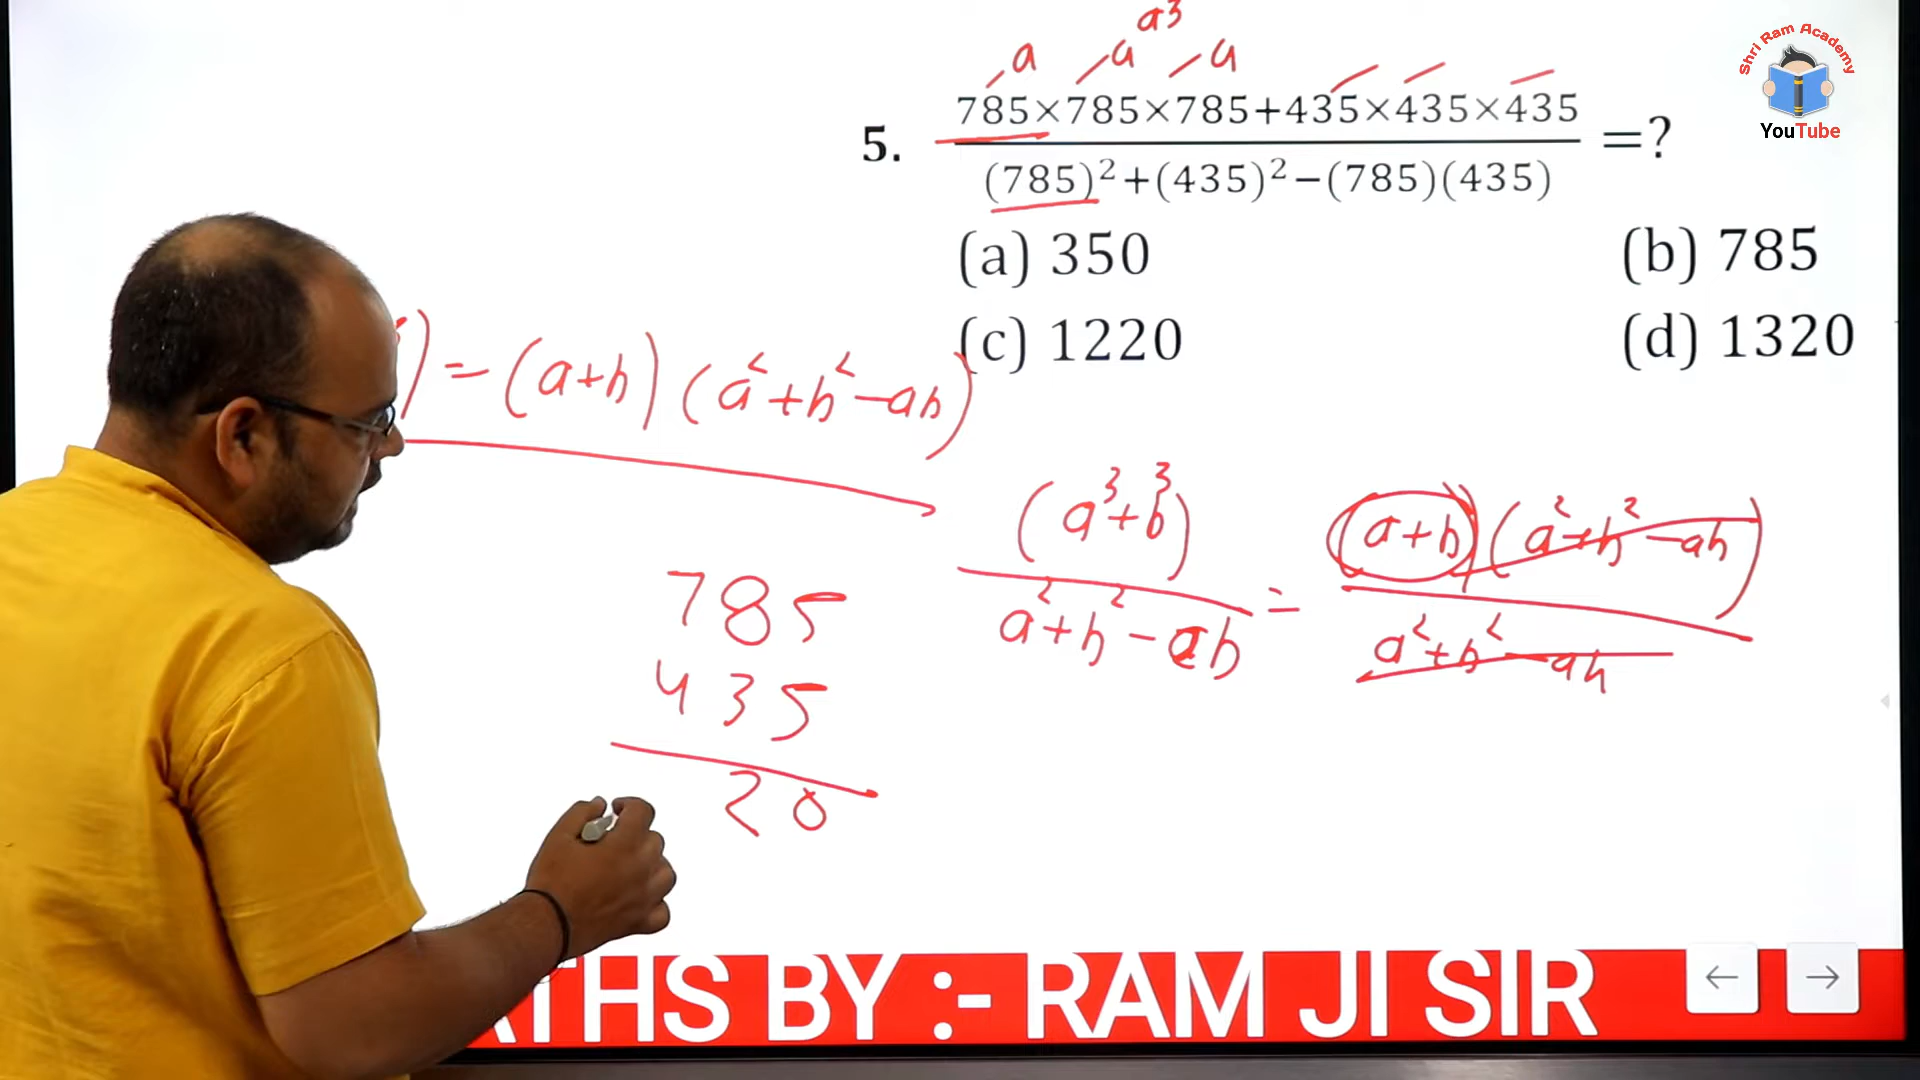 a a a³
785×785×785+435×435×435
5. =?
(785)²+(435)²−(785)(435)
(a) 350 (b) 785
(c) 1220 (d) 1320
) = (a+b) (a²+b²−ab)
(a³+b³) = (a+b) (a²+b²−ab)
a²+b²−ab a²+b²−ab
785
435
20
Shri Ram Academy
YouTube
THS BY :- RAM JI SIR
← →